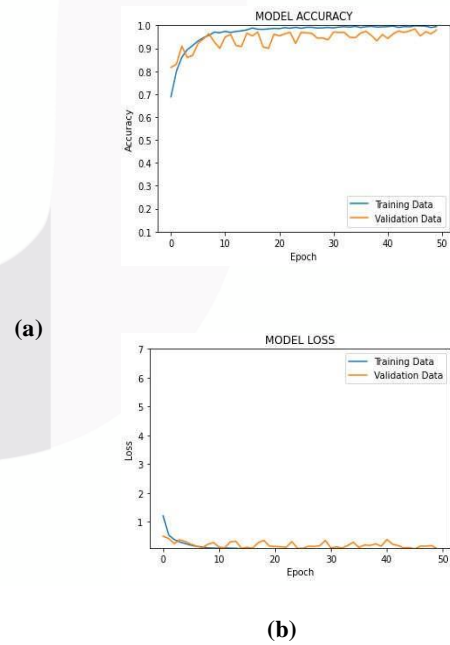 MODEL ACCURACY
1.0
0.9
0.8
0.7
0.6
0.5
0.4
0.3
0.2
0.1
Accuracy
Training Data
Validation Data
0 10 20 30 40 50
Epoch
(a)
MODEL LOSS
7
6
5
4
3
2
1
Loss
Training Data
Validation Data
0 10 20 30 40 50
Epoch
(b)